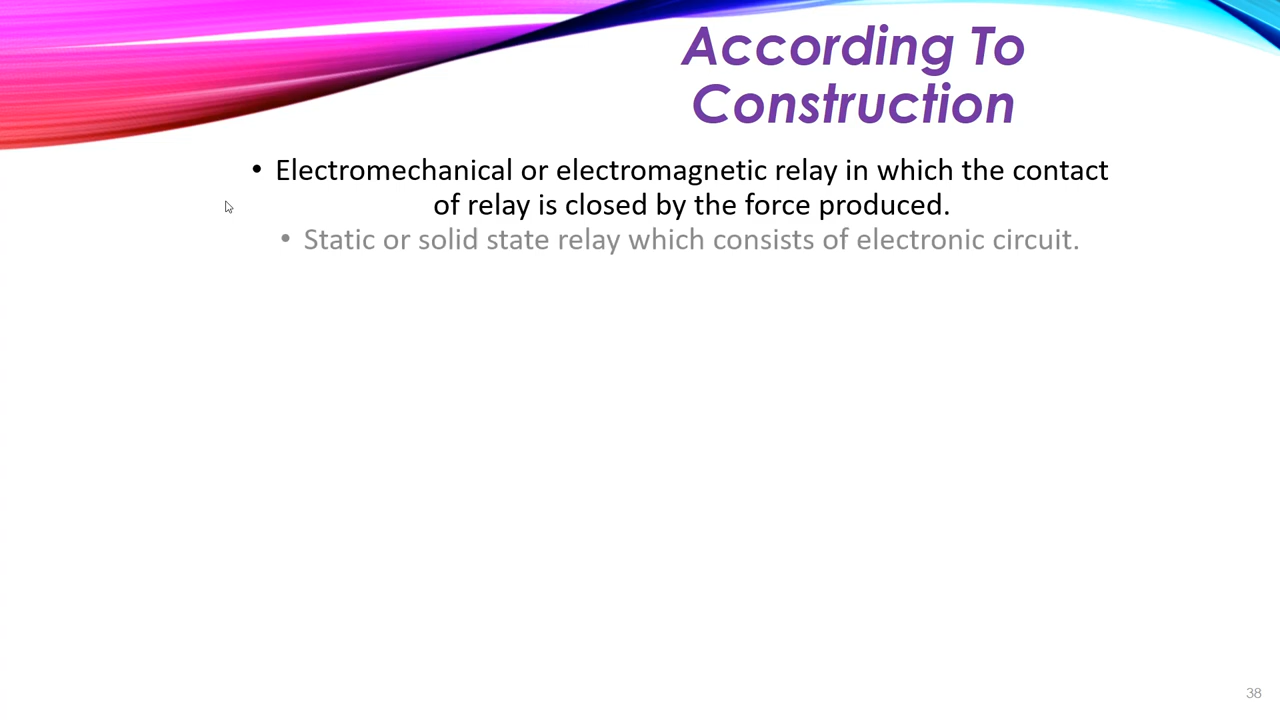 According To
Construction
• Electromechanical or electromagnetic relay in which the contact
of relay is closed by the force produced.
• Static or solid state relay which consists of electronic circuit.
38